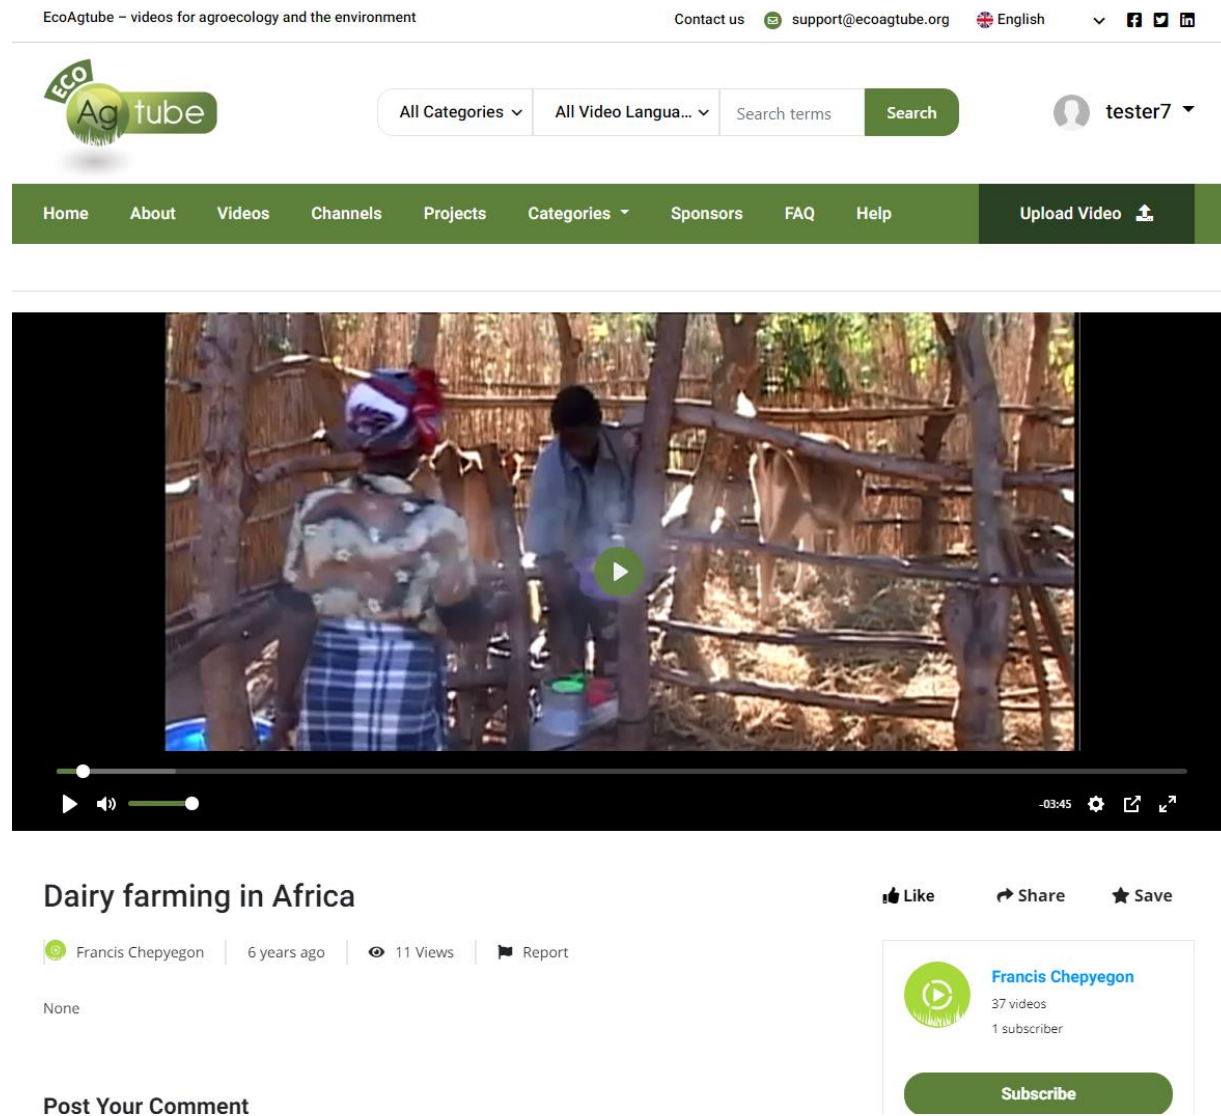 EcoAgtube – videos for agroecology and the environment
Contact us support@ecoagtube.org English
ECO
Ag tube
All Categories All Video Langua... Search terms Search
tester7
Home About Videos Channels Projects Categories Sponsors FAQ Help Upload Video
-03:45
Dairy farming in Africa
Like Share Save
Francis Chepyegon 6 years ago 11 Views Report
None
Francis Chepyegon
37 videos
1 subscriber
Subscribe
Post Your Comment